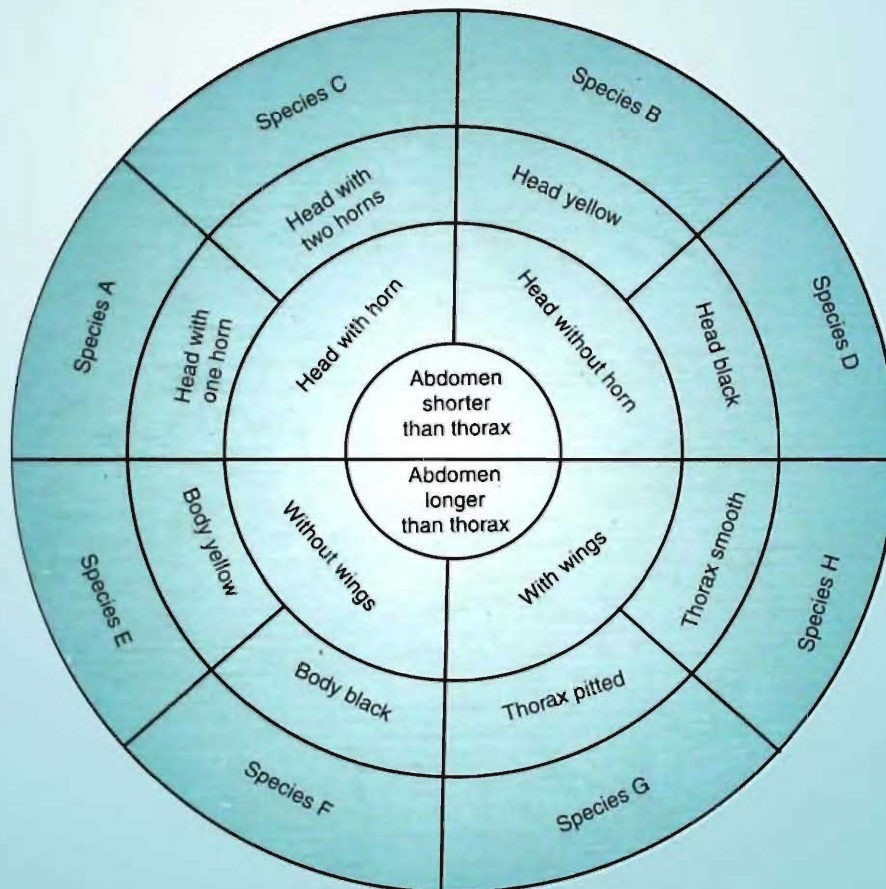 Species C
Species B
Head with
two horns
Head yellow
Species A
Head with
one horn
Head with horn
Head without horn
Head black
Species D
Abdomen
shorter
than thorax
Abdomen
longer
than thorax
Species E
Body yellow
Without wings
With wings
Thorax smooth
Species H
Body black
Thorax pitted
Species F
Species G